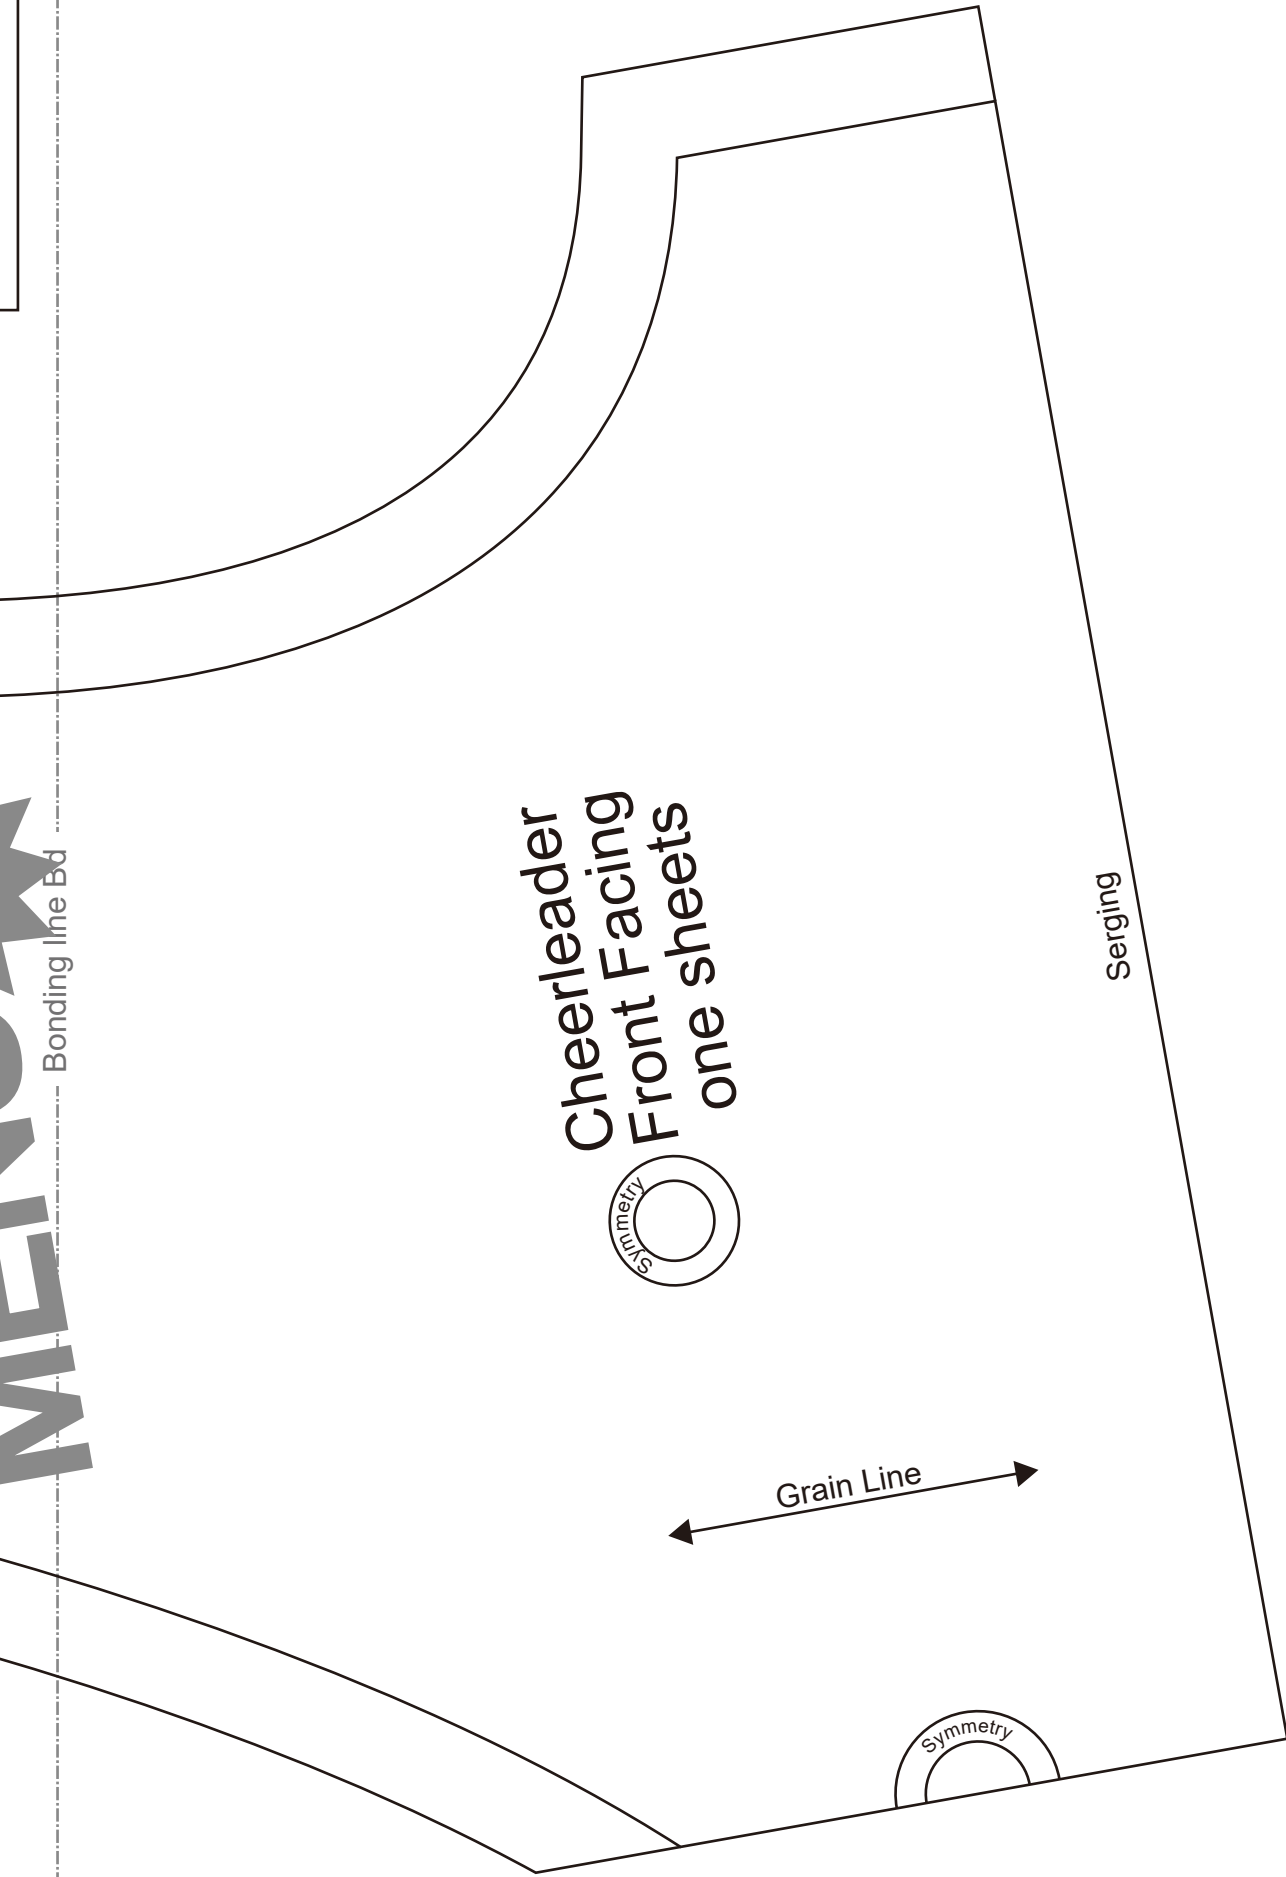 Bonding line Bd
Cheerleader
Front Facing
one sheets
Symmetry
Serging
Grain Line
Symmetry